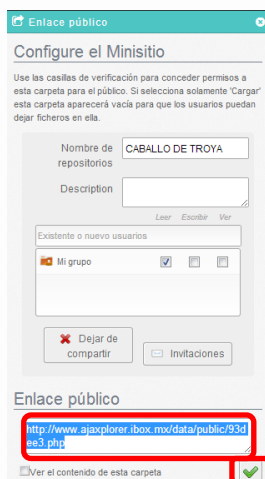 Enlace público
Configure el Minisitio
Use las casillas de verificación para conceder permisos a
esta carpeta para el público. Si selecciona solamente 'Cargar'
esta carpeta aparecerá vacía para que los usuarios puedan
dejar ficheros en ella.
Nombre de
repositorios
CABALLO DE TROYA
Description
Leer Escribir Ver
Existente o nuevo usuarios
Mi grupo
Dejar de
compartir
Invitaciones
Enlace público
http://www.ajaxplorer.ibox.mx/data/public/93d
ee3.php
Ver el contenido de esta carpeta